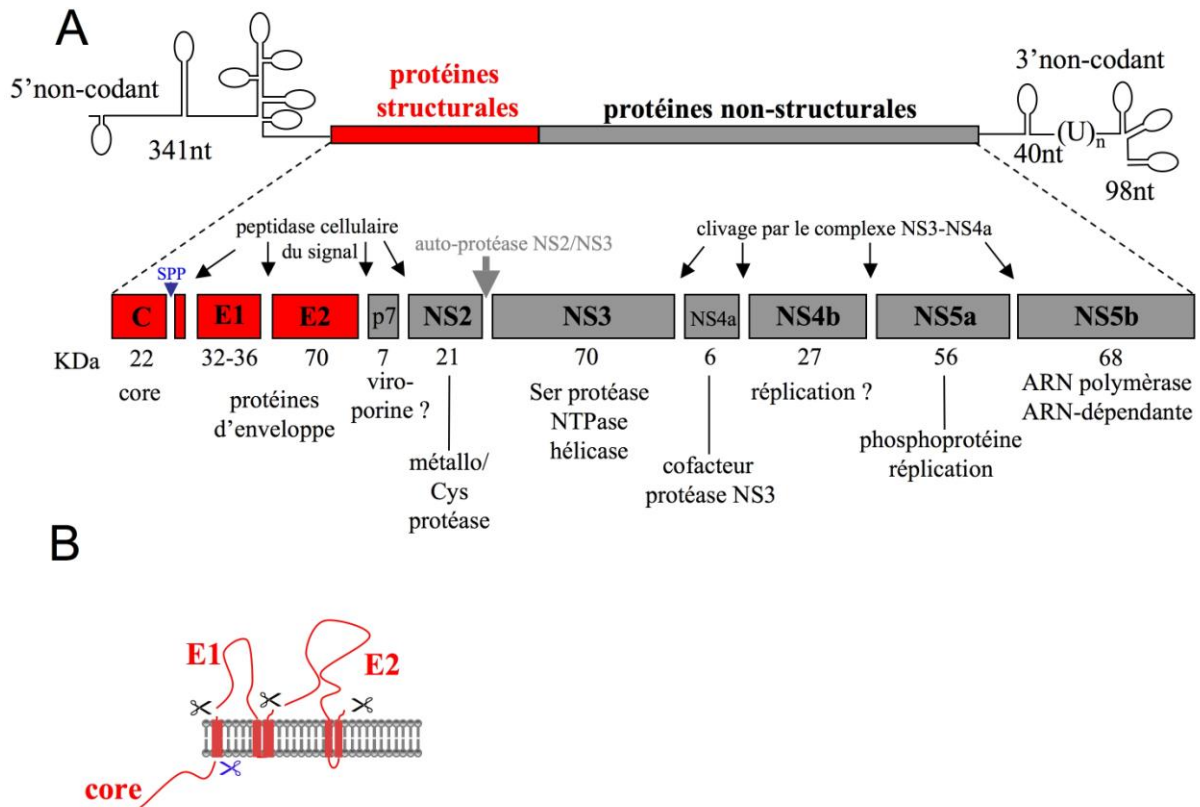 A
5’non-codant
341nt
protéines
structurales
protéines non-structurales
3’non-codant
40nt
(U)n
98nt
peptidase cellulaire
du signal
auto-protéase NS2/NS3
clivage par le complexe NS3-NS4a
SPP
C E1 E2 p7 NS2 NS3 NS4a NS4b NS5a NS5b
KDa 22 32-36 70 7 21 70 6 27 56 68
core
protéines
d’enveloppe
viro-
porine ?
métallo/
Cys
protéase
Ser protéase
NTPase
hélicase
cofacteur
protéase NS3
réplication ?
phosphoprotéine
réplication
ARN polymèrase
ARN-dépendante
B
E1
E2
core